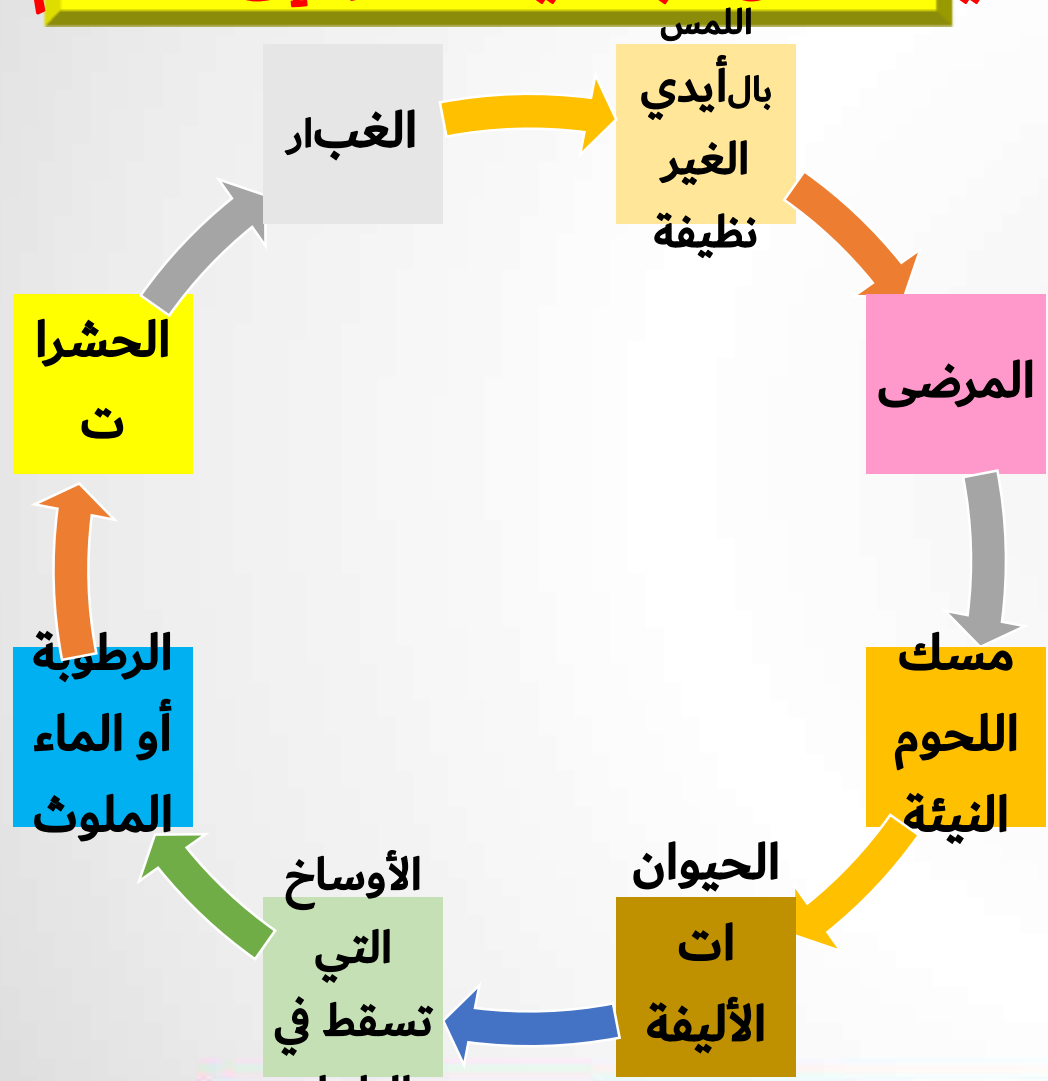 اللمس
بالأيدي
الغير
نظيفة
المرضى
مسك
اللحوم
النيئة
الحيوان
ات
الأليفة
الأوساخ
التي
تسقط في
الرطوبة
أو الماء
الملوث
الحشرا
ت
الغبار